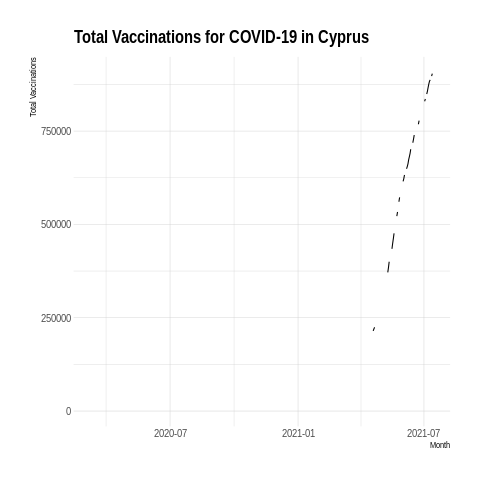 Total Vaccinations for COVID-19 in Cyprus
Total Vaccinations
750000
500000
250000
0
2020-07
2021-01
2021-07
Month